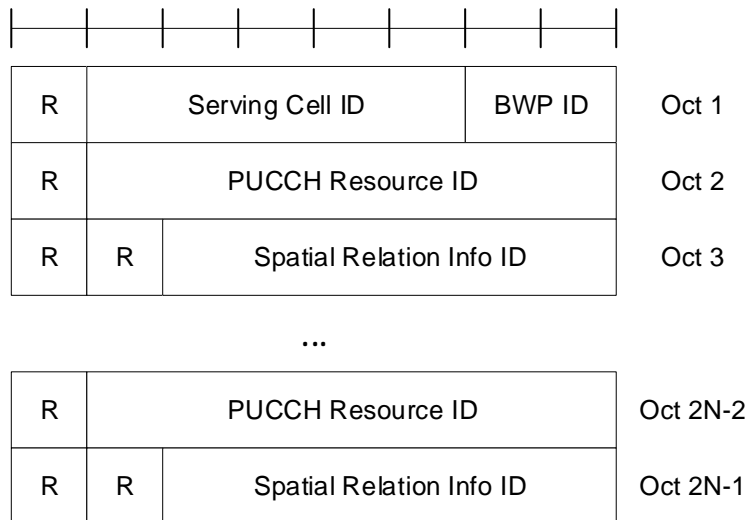 R Serving Cell ID BWP ID Oct 1
R PUCCH Resource ID Oct 2
R R Spatial Relation Info ID Oct 3
...
R PUCCH Resource ID Oct 2N-2
R R Spatial Relation Info ID Oct 2N-1